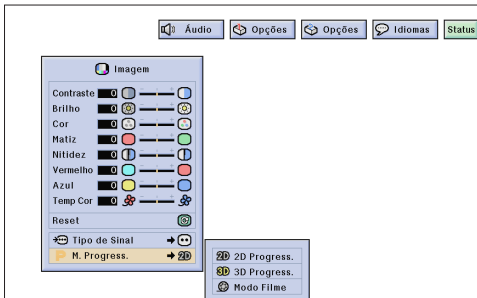 Áudio Opções Opções Idiomas Status
Imagem
Contraste 0
Brilho 0
Cor 0
Matiz 0
Nitidez 0
Vermelho 0
Azul 0
Temp Cor 0
Reset
Tipo de Sinal
P M. Progress. 2D
2D 2D Progress.
3D 3D Progress.
Modo Filme